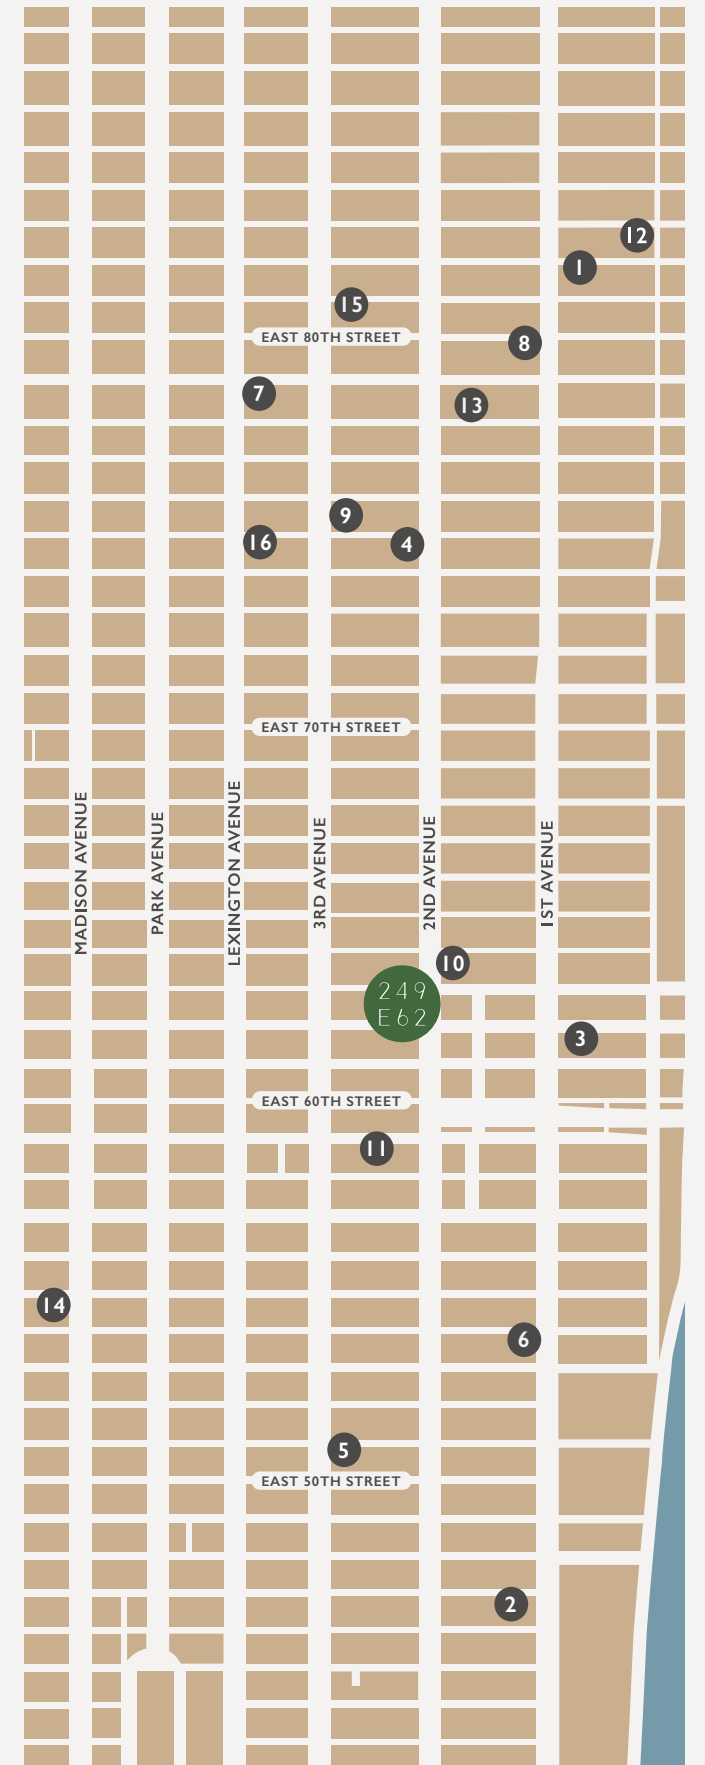 12
1
15
EAST 80TH STREET
8
7
13
9
16
4
EAST 70TH STREET
MADISON AVENUE
PARK AVENUE
LEXINGTON AVENUE
3RD AVENUE
2ND AVENUE
1ST AVENUE
10
249
E62
3
EAST 60TH STREET
11
14
6
5
EAST 50TH STREET
2